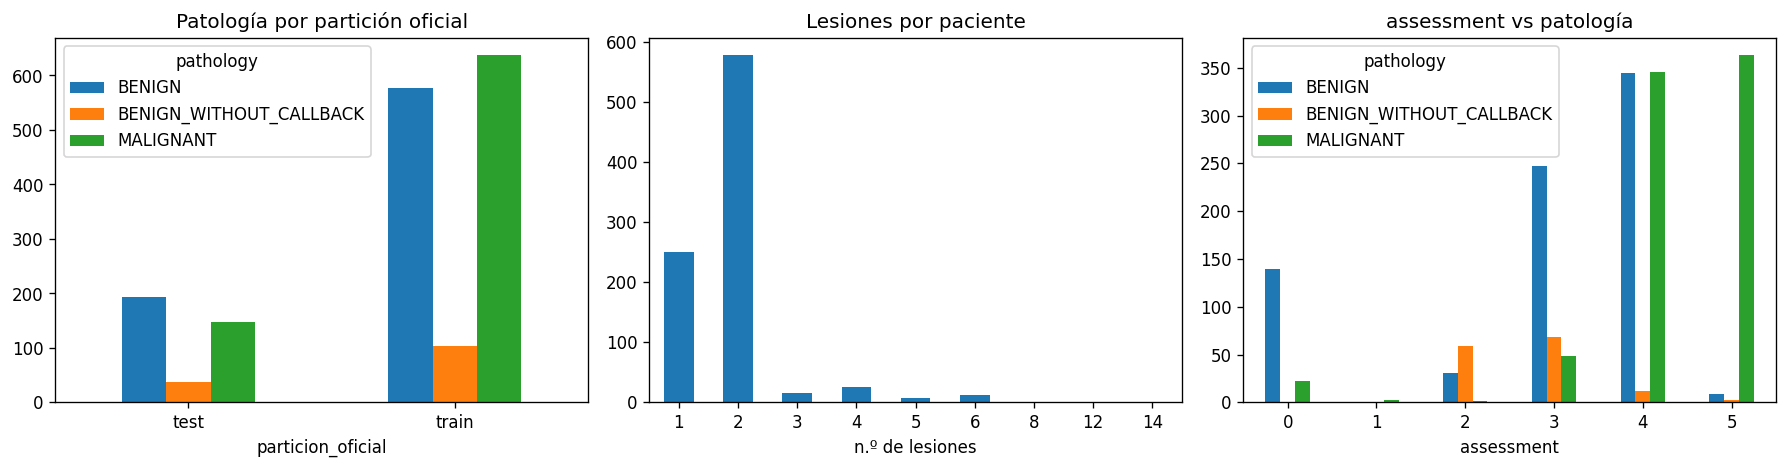 Patología por partición oficial
pathology
BENIGN
BENIGN_WITHOUT_CALLBACK
MALIGNANT
600
500
400
300
200
100
0
test
train
particion_oficial
Lesiones por paciente
600
500
400
300
200
100
0
1 2 3 4 5 6 8 12 14
n.º de lesiones
assessment vs patología
pathology
BENIGN
BENIGN_WITHOUT_CALLBACK
MALIGNANT
350
300
250
200
150
100
50
0
0 1 2 3 4 5
assessment